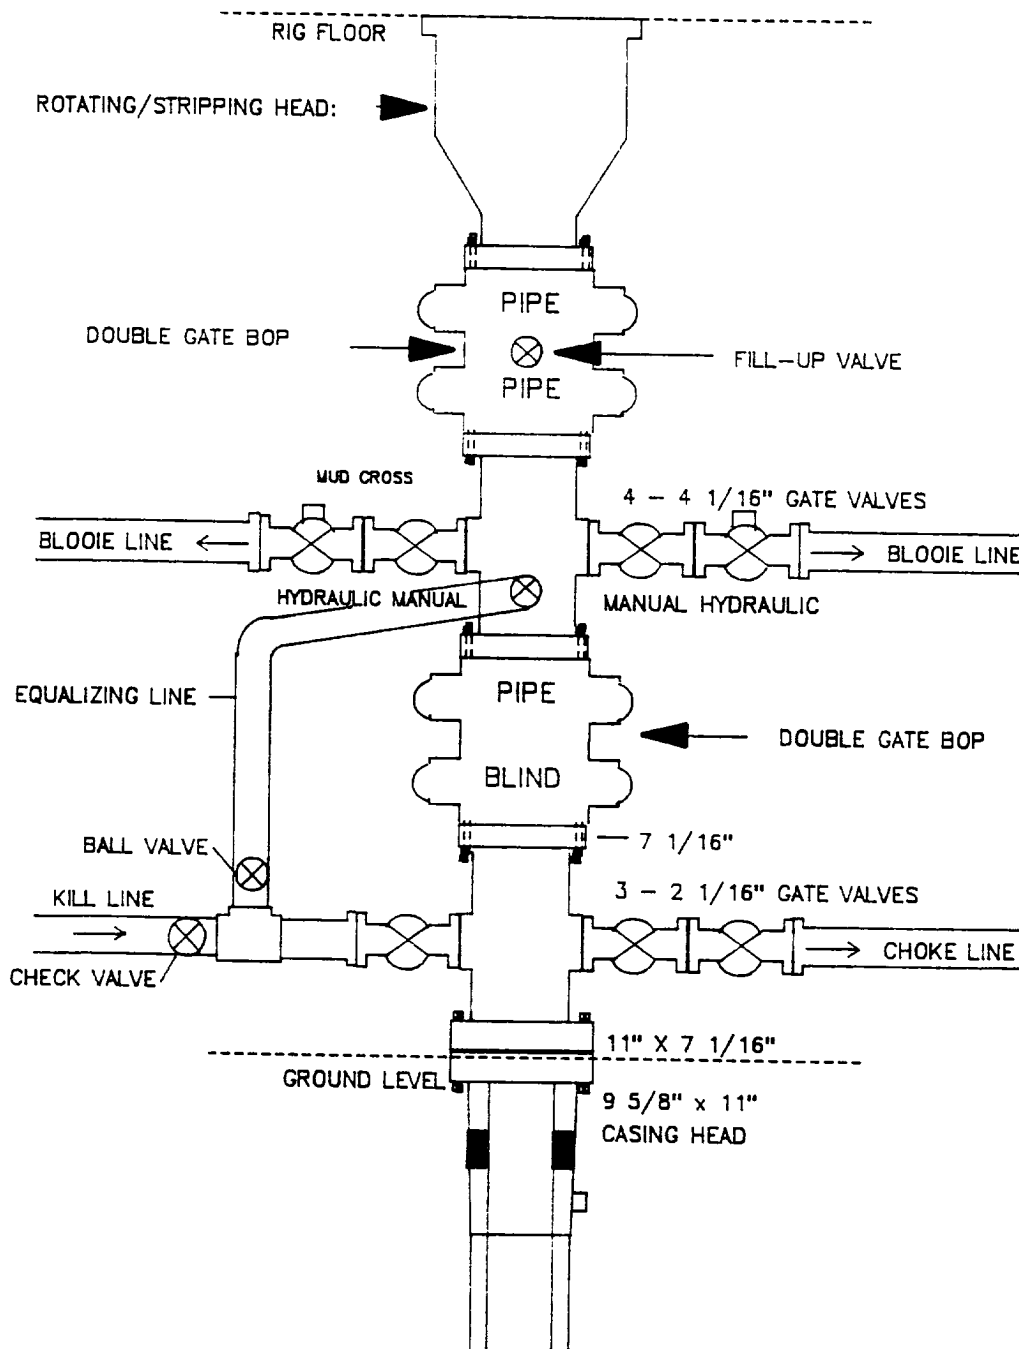 RIG FLOOR
ROTATING/STRIPPING HEAD:
PIPE
DOUBLE GATE BOP
FILL-UP VALVE
PIPE
MUD CROSS
4 - 4 1/16" GATE VALVES
BLOOIE LINE
BLOOIE LINE
HYDRAULIC MANUAL
MANUAL HYDRAULIC
EQUALIZING LINE
PIPE
DOUBLE GATE BOP
BLIND
7 1/16"
BALL VALVE
KILL LINE
3 - 2 1/16" GATE VALVES
CHOKE LINE
CHECK VALVE
11" X 7 1/16"
GROUND LEVEL
9 5/8" x 11"
CASING HEAD